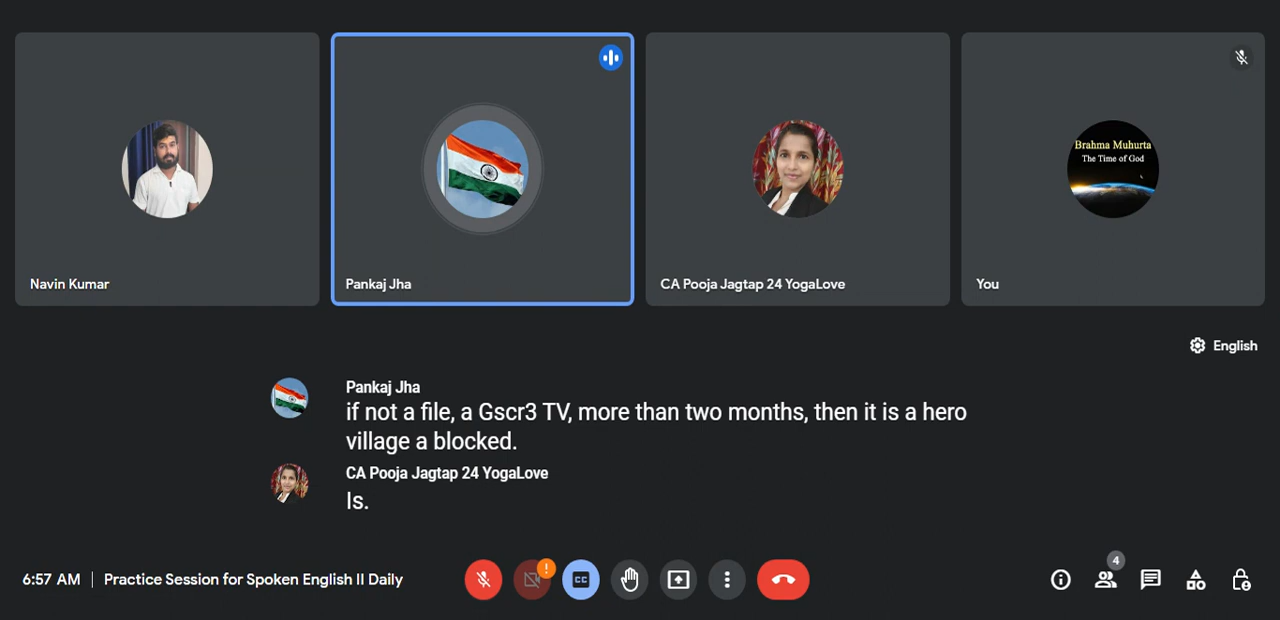 Brahma Muhurta
The Time of God
Navin Kumar
Pankaj Jha
CA Pooja Jagtap 24 YogaLove
You
English
Pankaj Jha
if not a file, a Gscr3 TV, more than two months, then it is a hero
village a blocked.
CA Pooja Jagtap 24 YogaLove
Is.
4
6:57 AM | Practice Session for Spoken English II Daily
!
CC